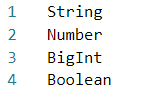 1 String
2 Number
3 BigInt
4 Boolean